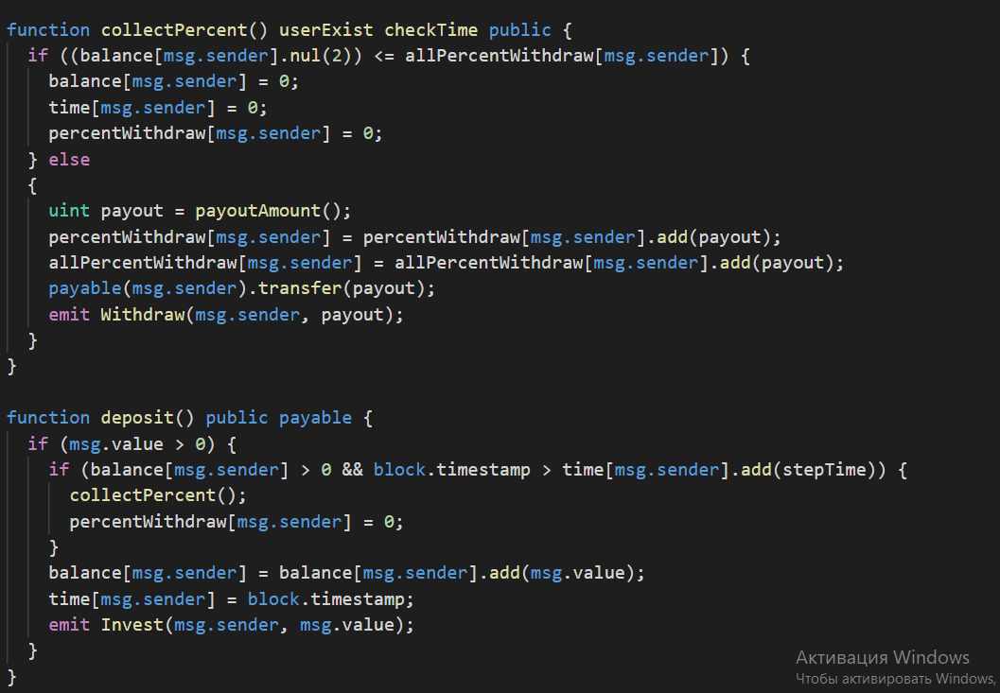 function collectPercent() userExist checkTime public {
if ((balance[msg.sender].nul(2)) <= allPercentWithdraw[msg.sender]) {
balance[msg.sender] = 0;
time[msg.sender] = 0;
percentWithdraw[msg.sender] = 0;
} else
{
uint payout = payoutAmount();
percentWithdraw[msg.sender] = percentWithdraw[msg.sender].add(payout);
allPercentWithdraw[msg.sender] = allPercentWithdraw[msg.sender].add(payout);
payable(msg.sender).transfer(payout);
emit Withdraw(msg.sender, payout);
}
}
function deposit() public payable {
if (msg.value > 0) {
if (balance[msg.sender] > 0 && block.timestamp > time[msg.sender].add(stepTime)) {
collectPercent();
percentWithdraw[msg.sender] = 0;
}
balance[msg.sender] = balance[msg.sender].add(msg.value);
time[msg.sender] = block.timestamp;
emit Invest(msg.sender, msg.value);
}
}
Активация Windows
Чтобы активировать Windows,